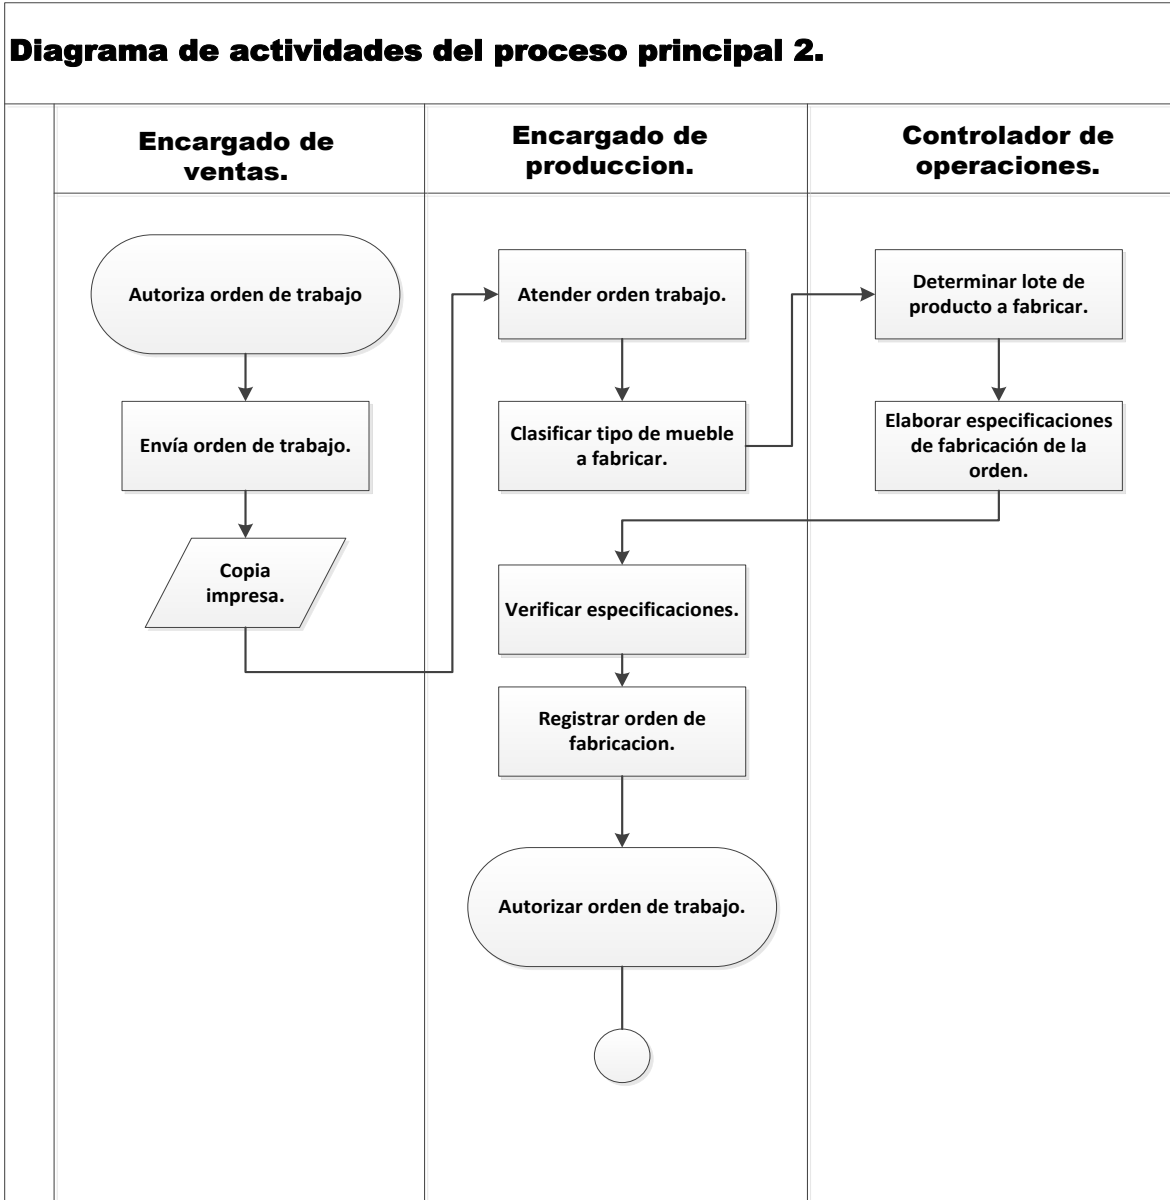 Diagrama de actividades del proceso principal 2.
Encargado de
ventas.
Encargado de
produccion.
Controlador de
operaciones.
Autoriza orden de trabajo
Envía orden de trabajo.
Copia
impresa.
Atender orden trabajo.
Clasificar tipo de mueble
a fabricar.
Determinar lote de
producto a fabricar.
Elaborar especificaciones
de fabricación de la
orden.
Verificar especificaciones.
Registrar orden de
fabricacion.
Autorizar orden de trabajo.